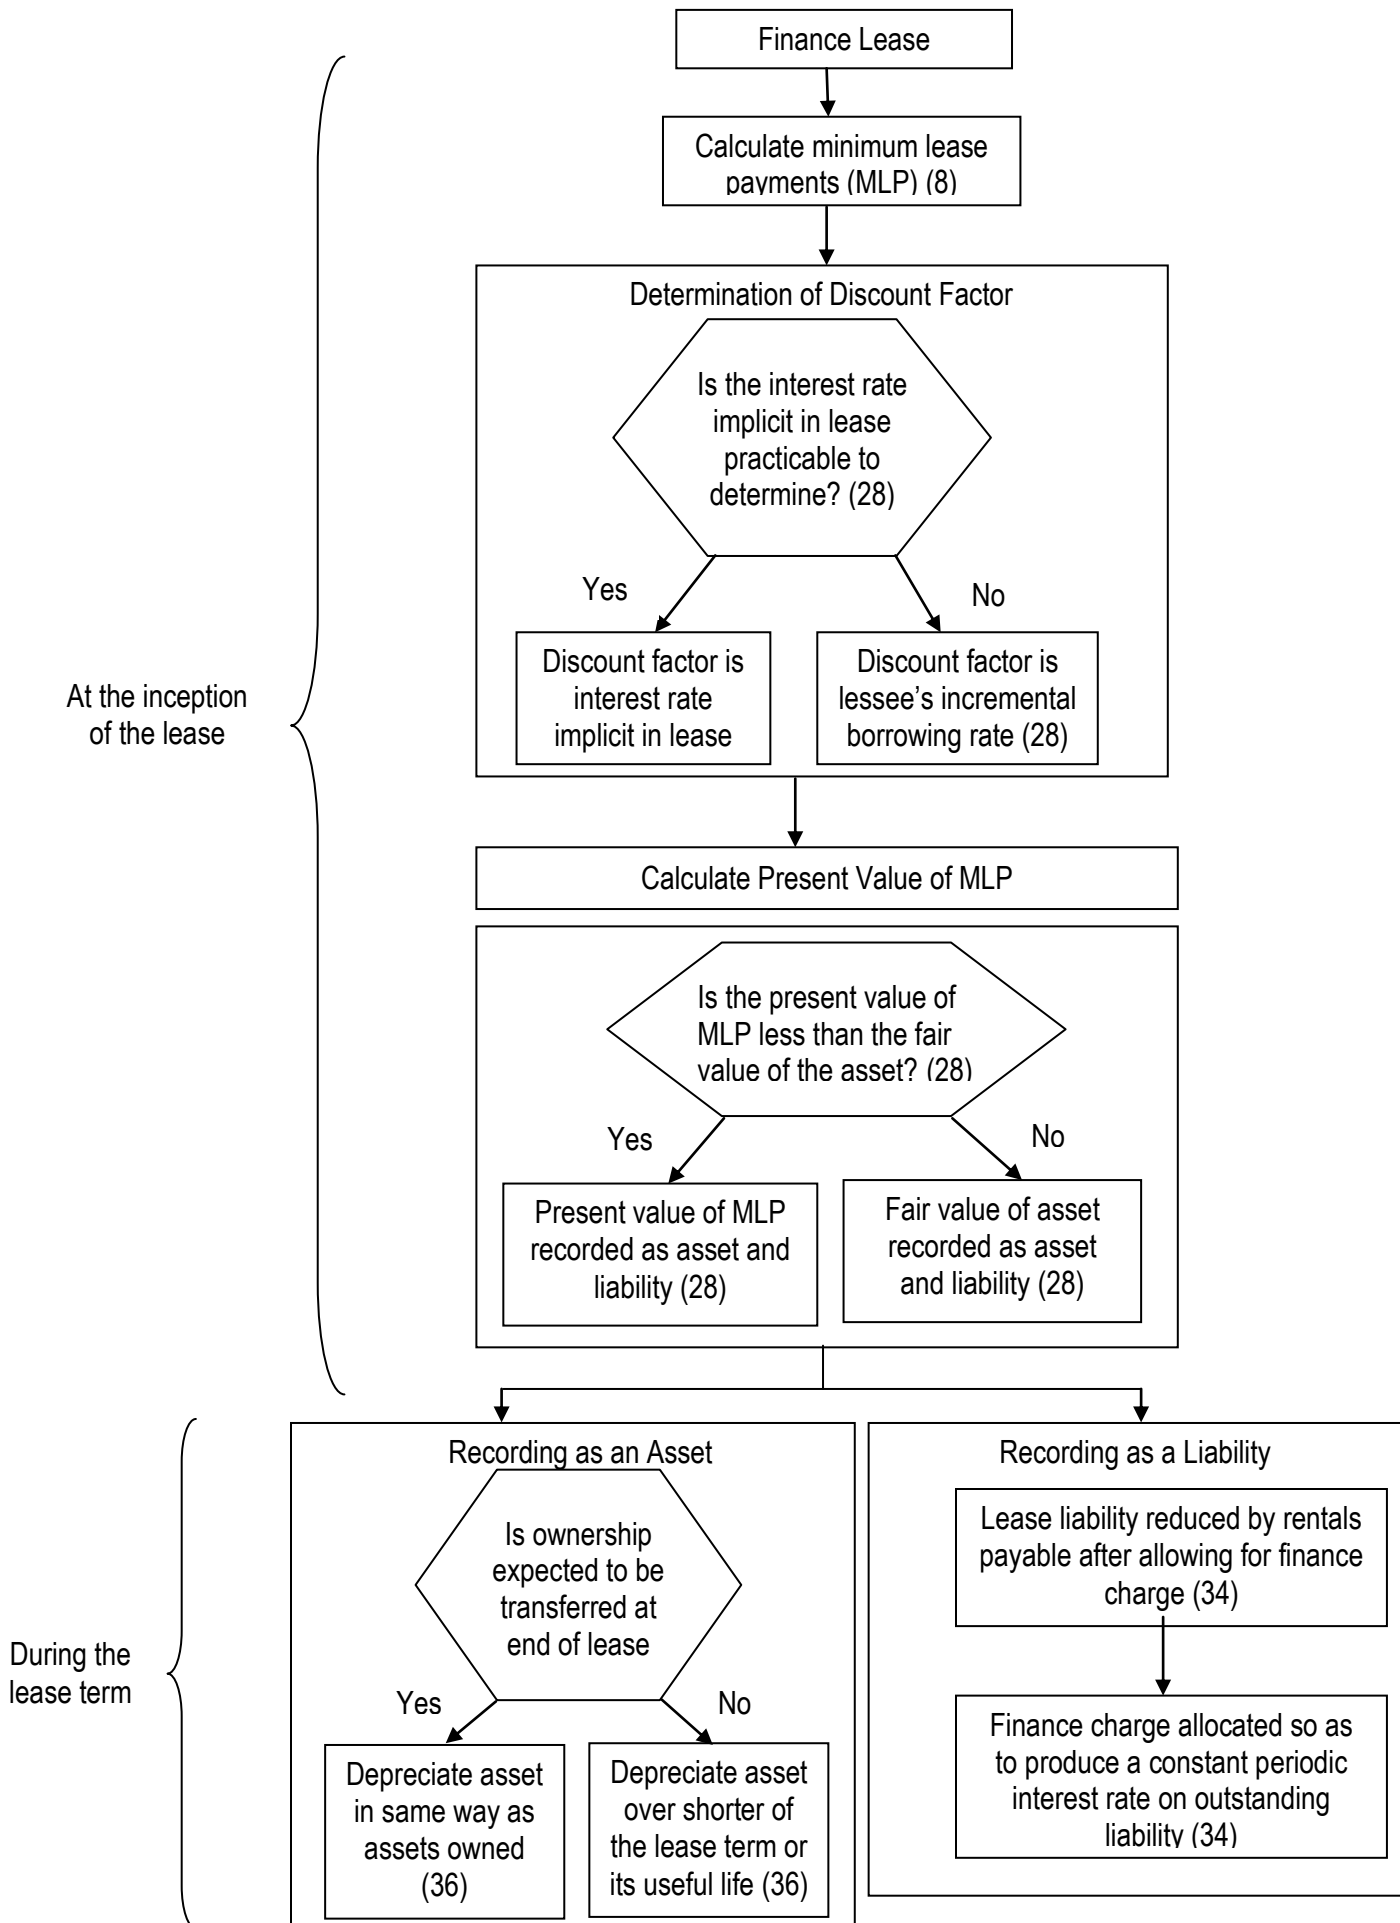 Finance Lease
Calculate minimum lease
payments (MLP) (8)
Determination of Discount Factor
Is the interest rate
implicit in lease
practicable to
determine? (28)
Yes
No
Discount factor is
interest rate
implicit in lease
Discount factor is
lessee’s incremental
borrowing rate (28)
At the inception
of the lease
Calculate Present Value of MLP
Is the present value of
MLP less than the fair
value of the asset? (28)
Yes
No
Present value of MLP
recorded as asset and
liability (28)
Fair value of asset
recorded as asset
and liability (28)
During the
lease term
Recording as an Asset
Is ownership
expected to be
transferred at
end of lease
Yes
No
Depreciate asset
in same way as
assets owned
(36)
Depreciate asset
over shorter of
the lease term or
its useful life (36)
Recording as a Liability
Lease liability reduced by rentals
payable after allowing for finance
charge (34)
Finance charge allocated so as
to produce a constant periodic
interest rate on outstanding
liability (34)